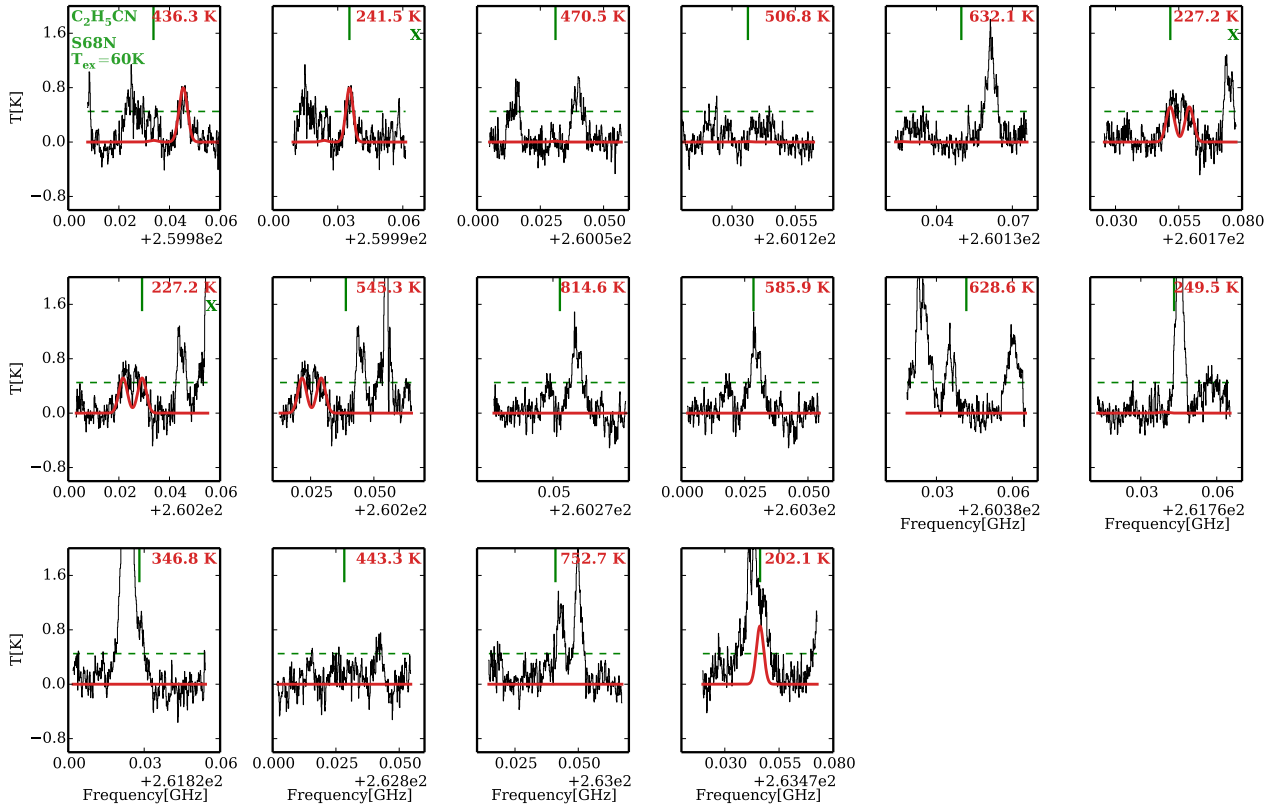 C₂H₅CN 436.3 K 241.5 K 470.5 K 506.8 K 632.1 K 227.2 K
S68N X X
Tₑₓ=60K
T[K]
1.6
0.8
0.0
−0.8
0.00 0.02 0.04 0.06 0.00 0.03 0.06 0.000 0.025 0.050 0.030 0.055 0.04 0.07 0.030 0.055 0.080
+2.5998e2 +2.5999e2 +2.6005e2 +2.6012e2 +2.6013e2 +2.6017e2
227.2 K 545.3 K 814.6 K 585.9 K 628.6 K 249.5 K
X
T[K]
1.6
0.8
0.0
−0.8
0.00 0.02 0.04 0.06 0.025 0.050 0.05 0.000 0.025 0.050 0.03 0.06 0.03 0.06
+2.602e2 +2.602e2 +2.6027e2 +2.603e2 +2.6038e2 +2.6176e2
Frequency[GHz] Frequency[GHz]
346.8 K 443.3 K 752.7 K 202.1 K
T[K]
1.6
0.8
0.0
−0.8
0.00 0.03 0.06 0.000 0.025 0.050 0.025 0.050 0.030 0.055 0.080
+2.6182e2 +2.628e2 +2.63e2 +2.6347e2
Frequency[GHz] Frequency[GHz] Frequency[GHz] Frequency[GHz]